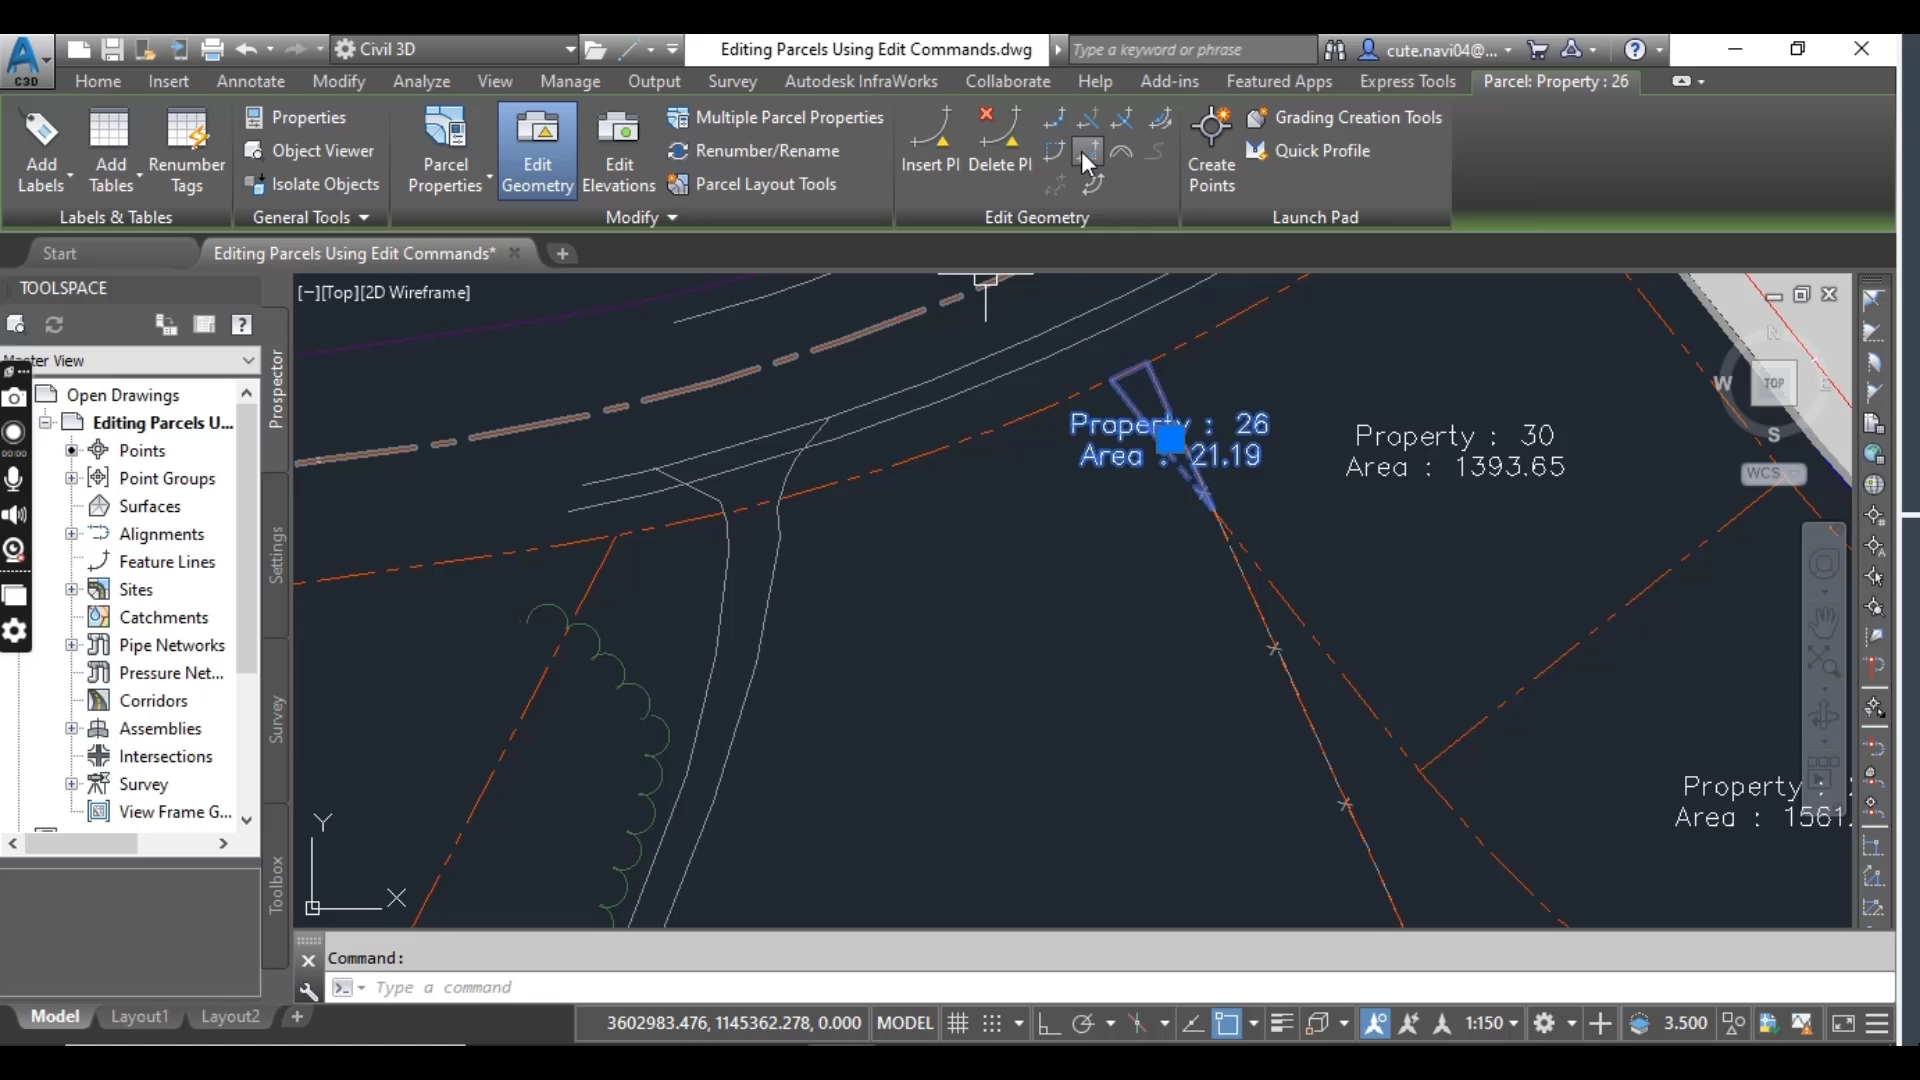 C3D
Civil 3D
Editing Parcels Using Edit Commands.dwg
Type a keyword or phrase
cute.navi04@...
Home
Insert
Annotate
Modify
Analyze
View
Manage
Output
Survey
Autodesk InfraWorks
Collaborate
Help
Add-ins
Featured Apps
Express Tools
Parcel: Property : 26
Add
Labels
Add
Tables
Renumber
Tags
Labels & Tables
Properties
Object Viewer
Isolate Objects
General Tools
Parcel
Properties
Edit
Geometry
Edit
Elevations
Multiple Parcel Properties
Renumber/Rename
Parcel Layout Tools
Modify
Insert PI
Delete PI
Edit Geometry
Create
Points
Grading Creation Tools
Quick Profile
Launch Pad
Start
Editing Parcels Using Edit Commands*
TOOLSPACE
View
Open Drawings
Editing Parcels U...
Points
Point Groups
Surfaces
Alignments
Feature Lines
Sites
Catchments
Pipe Networks
Pressure Net...
Corridors
Assemblies
Intersections
Survey
View Frame G...
00:00
Prospector
Settings
Survey
Toolbox
[−][Top][2D Wireframe]
Property : 26
Area : 21.19
Property : 30
Area : 1393.65
Property :
Area : 1561.
N
W
TOP
E
S
WCS
Y
X
Command:
Type a command
Model
Layout1
Layout2
3602983.476, 1145362.278, 0.000
MODEL
1:150
3.500